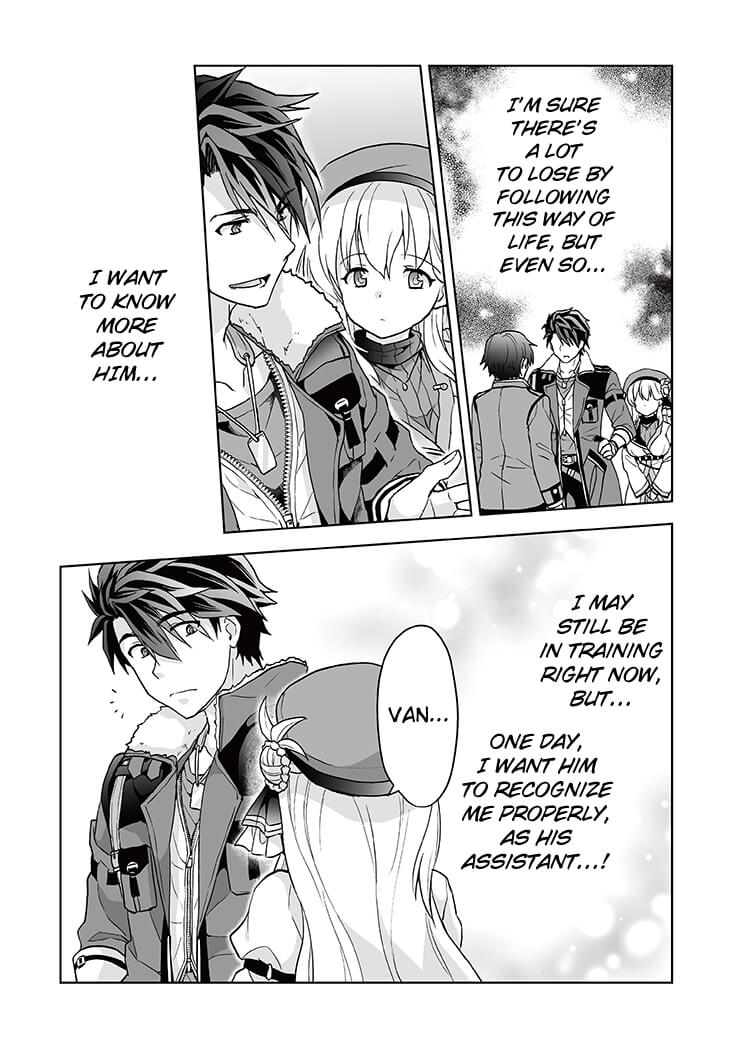 I'M SURE
THERE'S
A LOT
TO LOSE BY
FOLLOWING
THIS WAY OF
LIFE, BUT
EVEN SO...
I WANT
TO KNOW
MORE
ABOUT
HIM...
I MAY
STILL BE
IN TRAINING
RIGHT NOW,
BUT...
ONE DAY,
I WANT HIM
TO RECOGNIZE
ME PROPERLY,
AS HIS
ASSISTANT...!
VAN...